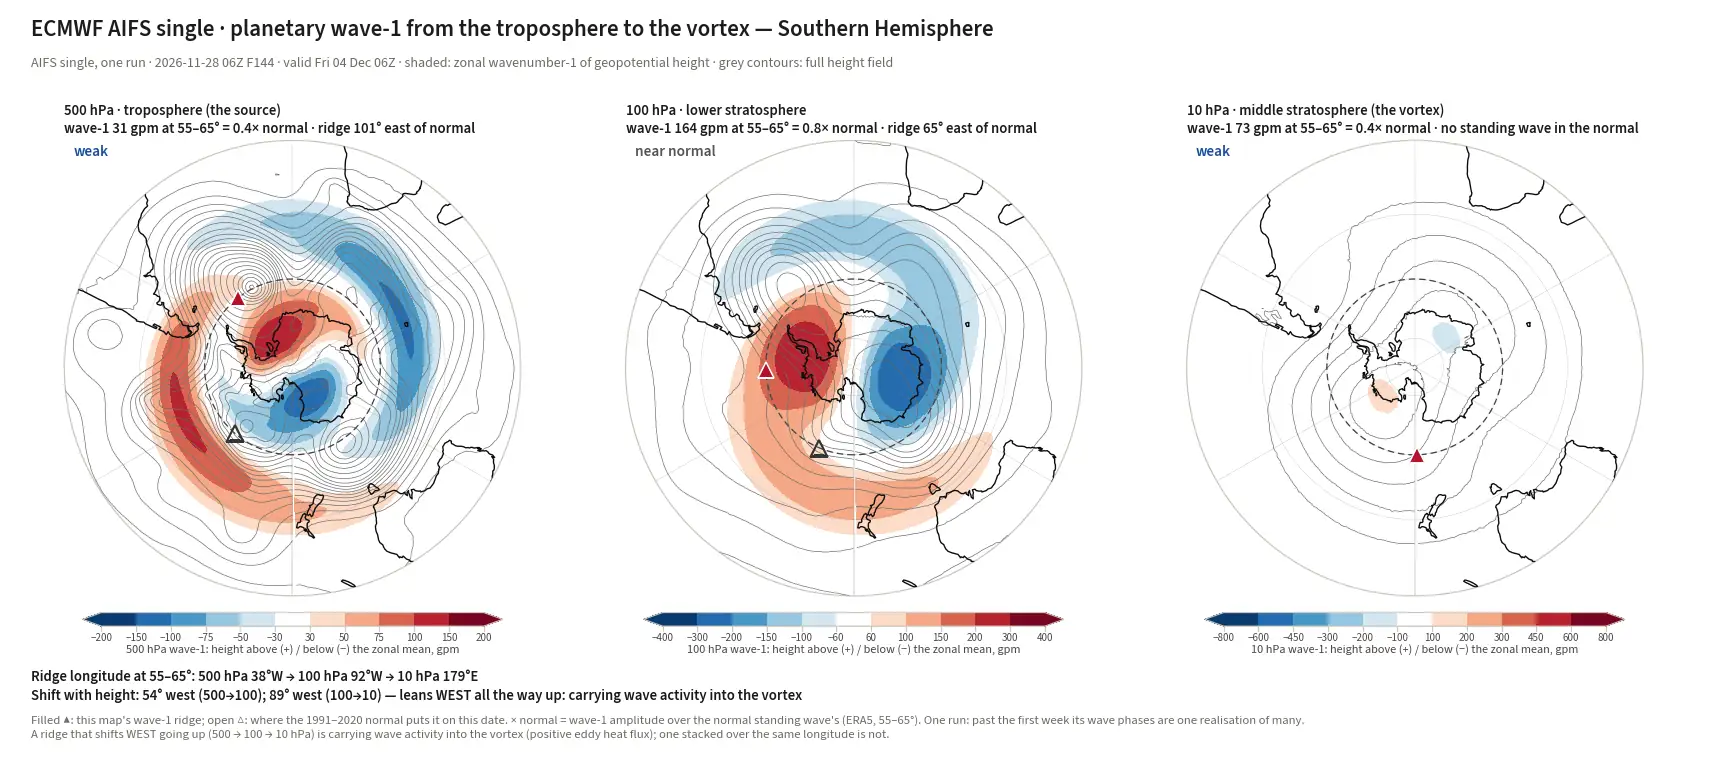 ECMWF AIFS single · planetary wave-1 from the troposphere to the vortex — Southern Hemisphere
AIFS single, one run · 2026-11-28 06Z F144 · valid Fri 04 Dec 06Z · shaded: zonal wavenumber-1 of geopotential height · grey contours: full height field
500 hPa · troposphere (the source)
wave-1 31 gpm at 55–65° = 0.4× normal · ridge 101° east of normal
weak
100 hPa · lower stratosphere
wave-1 164 gpm at 55–65° = 0.8× normal · ridge 65° east of normal
near normal
10 hPa · middle stratosphere (the vortex)
wave-1 73 gpm at 55–65° = 0.4× normal · no standing wave in the normal
weak
−200 −150 −100 −75 −50 −30 30 50 75 100 150 200
500 hPa wave-1: height above (+) / below (−) the zonal mean, gpm
−400 −300 −200 −150 −100 −60 60 100 150 200 300 400
100 hPa wave-1: height above (+) / below (−) the zonal mean, gpm
−800 −600 −450 −300 −200 −100 100 200 300 450 600 800
10 hPa wave-1: height above (+) / below (−) the zonal mean, gpm
Ridge longitude at 55–65°: 500 hPa 38°W → 100 hPa 92°W → 10 hPa 179°E
Shift with height: 54° west (500→100); 89° west (100→10) — leans WEST all the way up: carrying wave activity into the vortex
Filled ▲: this map's wave-1 ridge; open △: where the 1991–2020 normal puts it on this date. × normal = wave-1 amplitude over the normal standing wave's (ERA5, 55–65°). One run: past the first week its wave phases are one realisation of many.
A ridge that shifts WEST going up (500 → 100 → 10 hPa) is carrying wave activity into the vortex (positive eddy heat flux); one stacked over the same longitude is not.